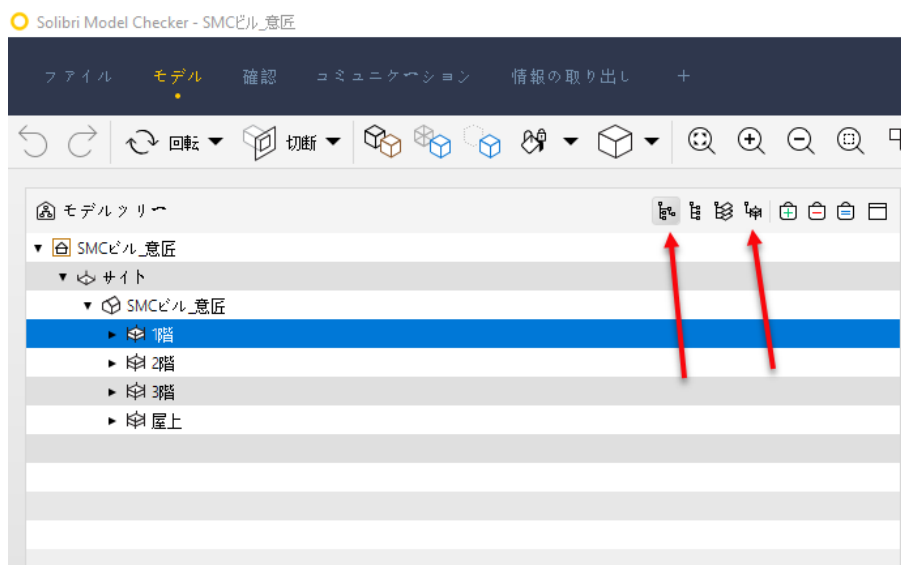 Solibri Model Checker - SMCビル_意匠
ファイル モデル 確認 コミュニケーション 情報の取り出し +
回転 切断
モデルツリー
SMCビル_意匠
サイト
SMCビル_意匠
1階
2階
3階
屋上